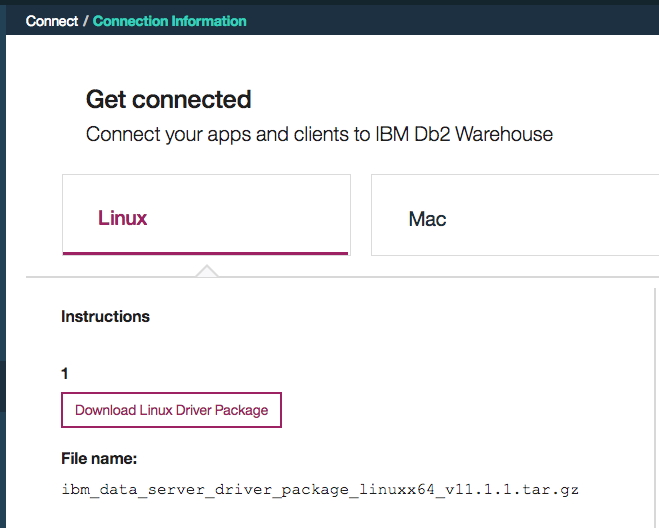 Connect / Connection Information
Get connected
Connect your apps and clients to IBM Db2 Warehouse
Linux
Mac
Instructions
1
Download Linux Driver Package
File name:
ibm_data_server_driver_package_linuxx64_v11.1.1.tar.gz